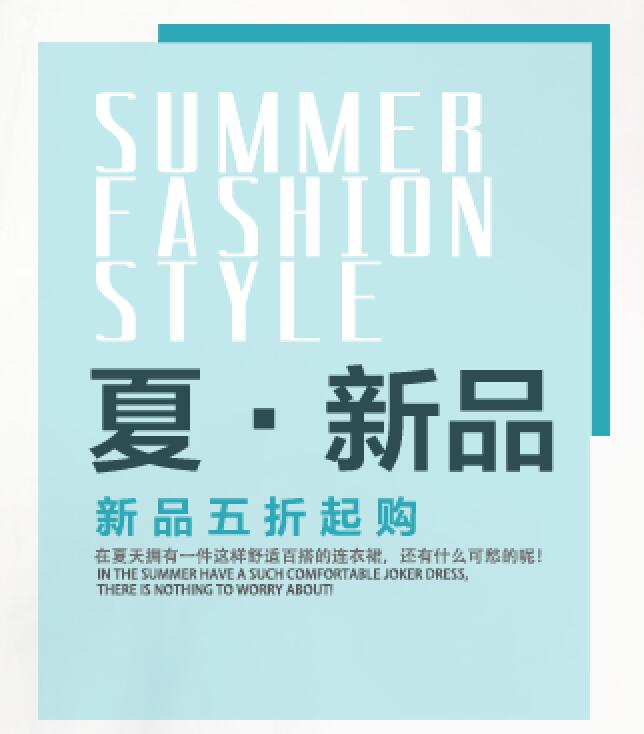 SUMMER
FASHION
STYLE
夏·新品
新品五折起购
在夏天拥有一件这样舒适百搭的连衣裙，还有什么可愁的呢！
IN THE SUMMER HAVE A SUCH COMFORTABLE JOKER DRESS,
THERE IS NOTHING TO WORRY ABOUT!